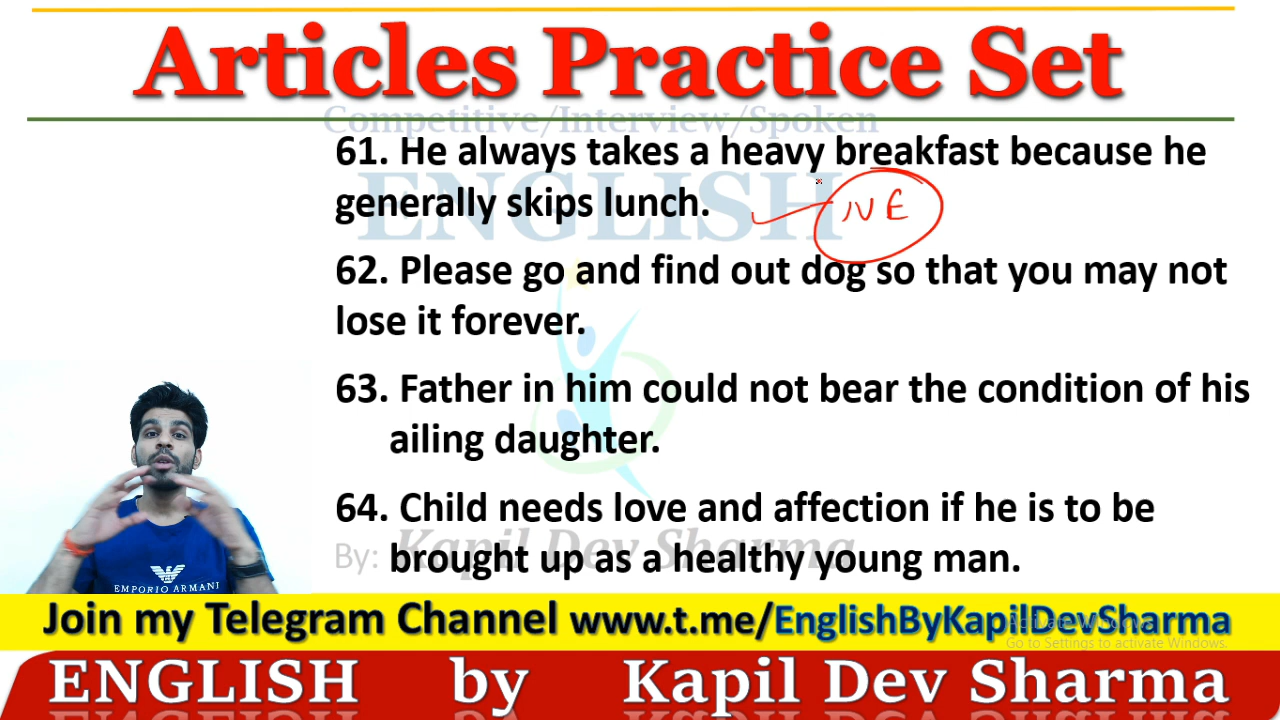 Articles Practice Set
Competitive/Interview/Spoken
ENGLISH
61. He always takes a heavy breakfast because he
generally skips lunch.
NE
62. Please go and find out dog so that you may not
lose it forever.
63. Father in him could not bear the condition of his
ailing daughter.
64. Child needs love and affection if he is to be
By: Kapil Dev Sharma
brought up as a healthy young man.
EMPORIO ARMANI
Join my Telegram Channel www.t.me/EnglishByKapilDevSharma
Activate Windows
Go to Settings to activate Windows.
ENGLISH by Kapil Dev Sharma